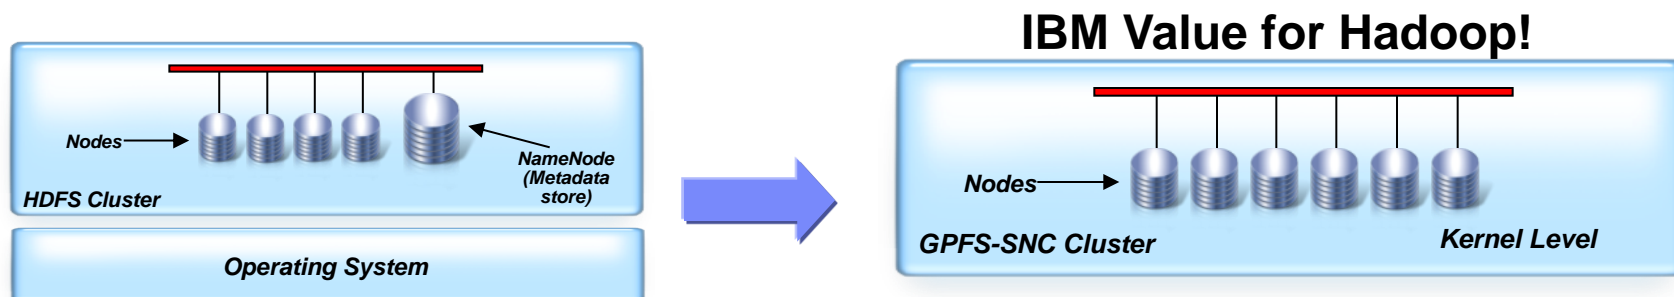 IBM Value for Hadoop!
Nodes
NameNode
(Metadata
store)
HDFS Cluster
Operating System
Nodes
GPFS-SNC Cluster
Kernel Level